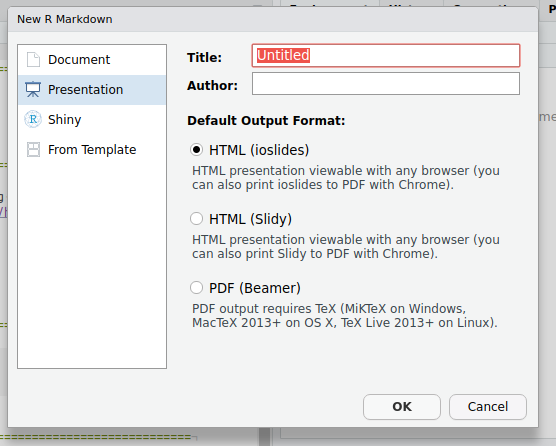 New R Markdown
Document
Presentation
Shiny
From Template
Title:
Untitled
Author:
Default Output Format:
HTML (ioslides)
HTML presentation viewable with any browser (you
can also print ioslides to PDF with Chrome).
HTML (Slidy)
HTML presentation viewable with any browser (you
can also print Slidy to PDF with Chrome).
PDF (Beamer)
PDF output requires TeX (MiKTeX on Windows,
MacTeX 2013+ on OS X, TeX Live 2013+ on Linux).
OK
Cancel